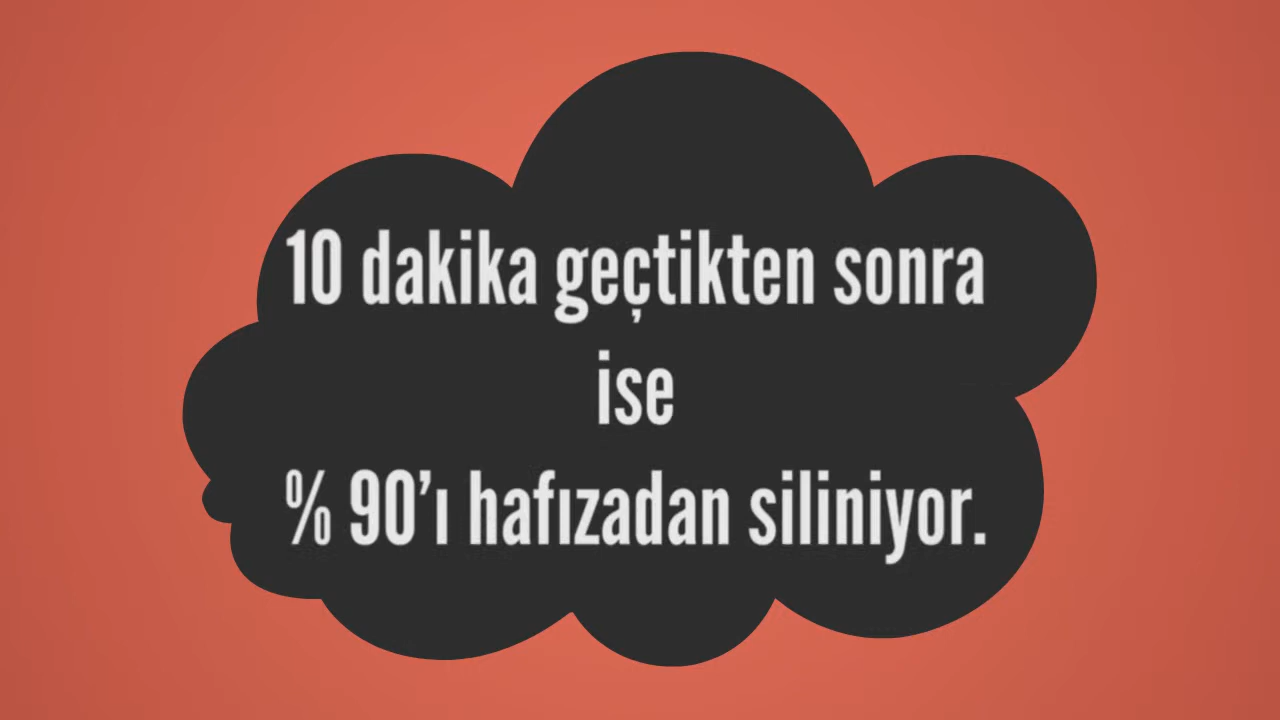 10 dakika geçtikten sonra
ise
% 90’ı hafızadan siliniyor.